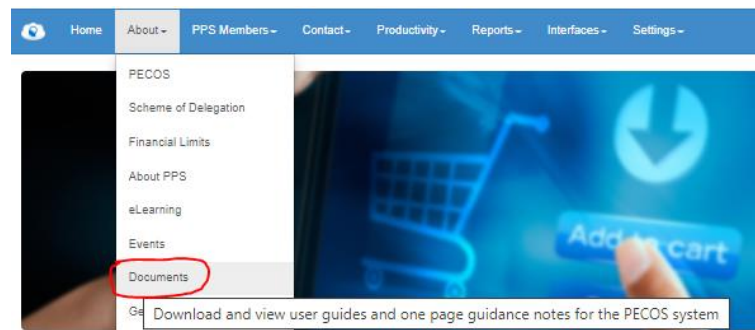 Home About PPS Members Contact Productivity Reports Interfaces Settings
PECOS
Scheme of Delegation
Financial Limits
About PPS
eLearning
Events
Add to cart
Documents
Ge
Download and view user guides and one page guidance notes for the PECOS system